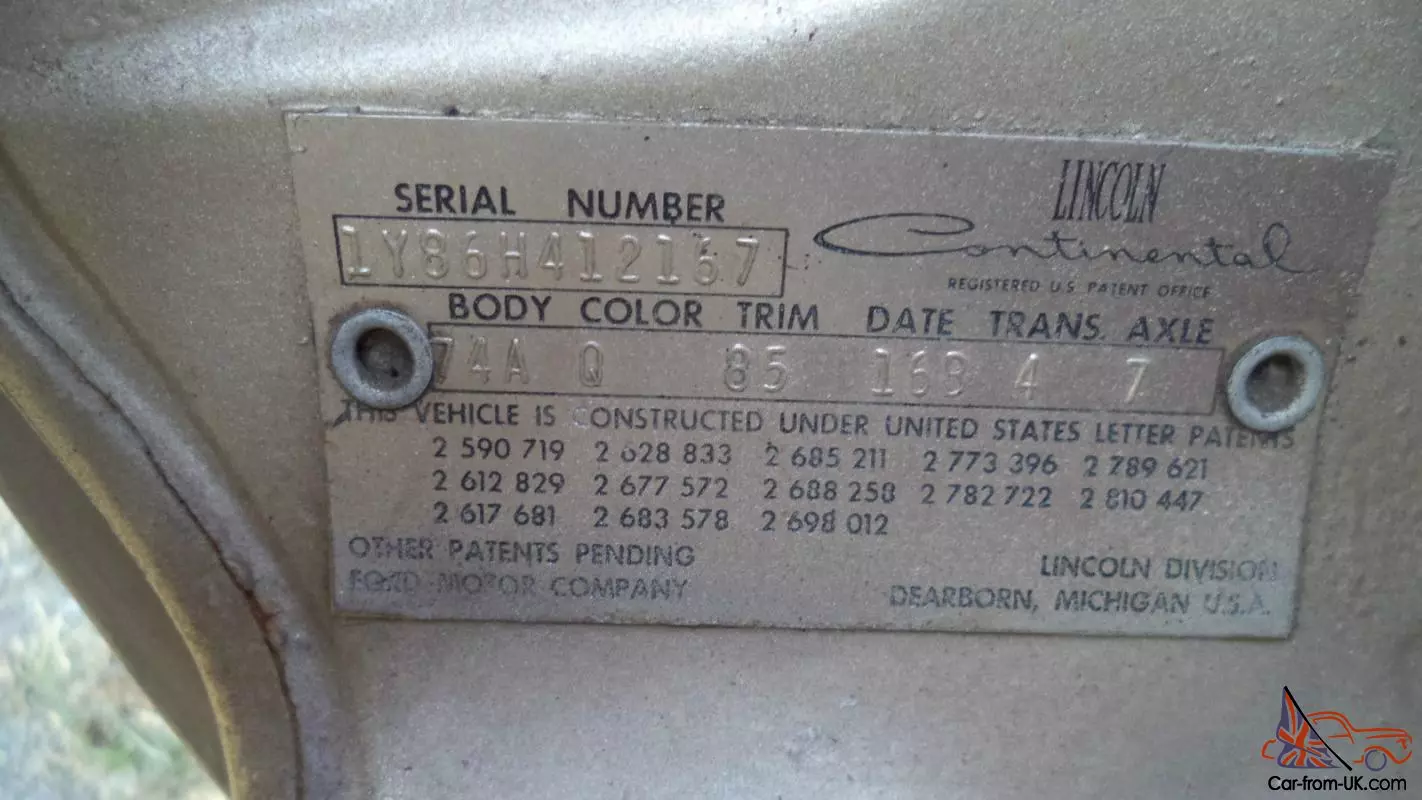 LINCOLN
Continental
REGISTERED U.S. PATENT OFFICE
SERIAL NUMBER
1Y86H412167
BODY COLOR TRIM DATE TRANS. AXLE
74A Q 85 16B 4 7
THIS VEHICLE IS CONSTRUCTED UNDER UNITED STATES LETTER PATENTS
2 590 719 2 628 833 2 685 211 2 773 396 2 789 621
2 612 829 2 677 572 2 688 258 2 782 722 2 810 447
2 617 681 2 683 578 2 698 012
OTHER PATENTS PENDING
FORD MOTOR COMPANY
LINCOLN DIVISION
DEARBORN, MICHIGAN U.S.A.
Car-from-UK.com